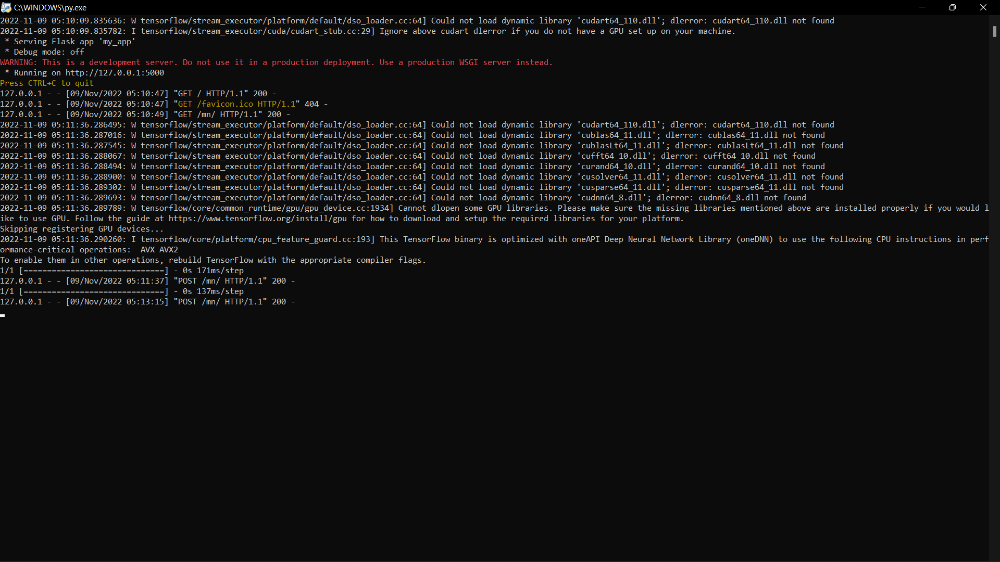 C:\WINDOWS\py.exe
2022-11-09 05:10:09.835636: W tensorflow/stream_executor/platform/default/dso_loader.cc:64] Could not load dynamic library 'cudart64_110.dll'; dlerror: cudart64_110.dll not found
2022-11-09 05:10:09.835782: I tensorflow/stream_executor/cuda/cudart_stub.cc:29] Ignore above cudart dlerror if you do not have a GPU set up on your machine.
 * Serving Flask app 'my_app'
 * Debug mode: off
WARNING: This is a development server. Do not use it in a production deployment. Use a production WSGI server instead.
 * Running on http://127.0.0.1:5000
Press CTRL+C to quit
127.0.0.1 - - [09/Nov/2022 05:10:47] "GET / HTTP/1.1" 200 -
127.0.0.1 - - [09/Nov/2022 05:10:47] "GET /favicon.ico HTTP/1.1" 404 -
127.0.0.1 - - [09/Nov/2022 05:10:49] "GET /mn/ HTTP/1.1" 200 -
2022-11-09 05:11:36.286495: W tensorflow/stream_executor/platform/default/dso_loader.cc:64] Could not load dynamic library 'cudart64_110.dll'; dlerror: cudart64_110.dll not found
2022-11-09 05:11:36.287016: W tensorflow/stream_executor/platform/default/dso_loader.cc:64] Could not load dynamic library 'cublas64_11.dll'; dlerror: cublas64_11.dll not found
2022-11-09 05:11:36.287545: W tensorflow/stream_executor/platform/default/dso_loader.cc:64] Could not load dynamic library 'cublasLt64_11.dll'; dlerror: cublasLt64_11.dll not found
2022-11-09 05:11:36.288067: W tensorflow/stream_executor/platform/default/dso_loader.cc:64] Could not load dynamic library 'cufft64_10.dll'; dlerror: cufft64_10.dll not found
2022-11-09 05:11:36.288494: W tensorflow/stream_executor/platform/default/dso_loader.cc:64] Could not load dynamic library 'curand64_10.dll'; dlerror: curand64_10.dll not found
2022-11-09 05:11:36.288900: W tensorflow/stream_executor/platform/default/dso_loader.cc:64] Could not load dynamic library 'cusolver64_11.dll'; dlerror: cusolver64_11.dll not found
2022-11-09 05:11:36.289302: W tensorflow/stream_executor/platform/default/dso_loader.cc:64] Could not load dynamic library 'cusparse64_11.dll'; dlerror: cusparse64_11.dll not found
2022-11-09 05:11:36.289693: W tensorflow/stream_executor/platform/default/dso_loader.cc:64] Could not load dynamic library 'cudnn64_8.dll'; dlerror: cudnn64_8.dll not found
2022-11-09 05:11:36.289789: W tensorflow/core/common_runtime/gpu/gpu_device.cc:1934] Cannot dlopen some GPU libraries. Please make sure the missing libraries mentioned above are installed properly if you would l
ike to use GPU. Follow the guide at https://www.tensorflow.org/install/gpu for how to download and setup the required libraries for your platform.
Skipping registering GPU devices...
2022-11-09 05:11:36.290260: I tensorflow/core/platform/cpu_feature_guard.cc:193] This TensorFlow binary is optimized with oneAPI Deep Neural Network Library (oneDNN) to use the following CPU instructions in perf
ormance-critical operations:  AVX AVX2
To enable them in other operations, rebuild TensorFlow with the appropriate compiler flags.
1/1 [==============================] - 0s 171ms/step
127.0.0.1 - - [09/Nov/2022 05:11:37] "POST /mn/ HTTP/1.1" 200 -
1/1 [==============================] - 0s 137ms/step
127.0.0.1 - - [09/Nov/2022 05:13:15] "POST /mn/ HTTP/1.1" 200 -